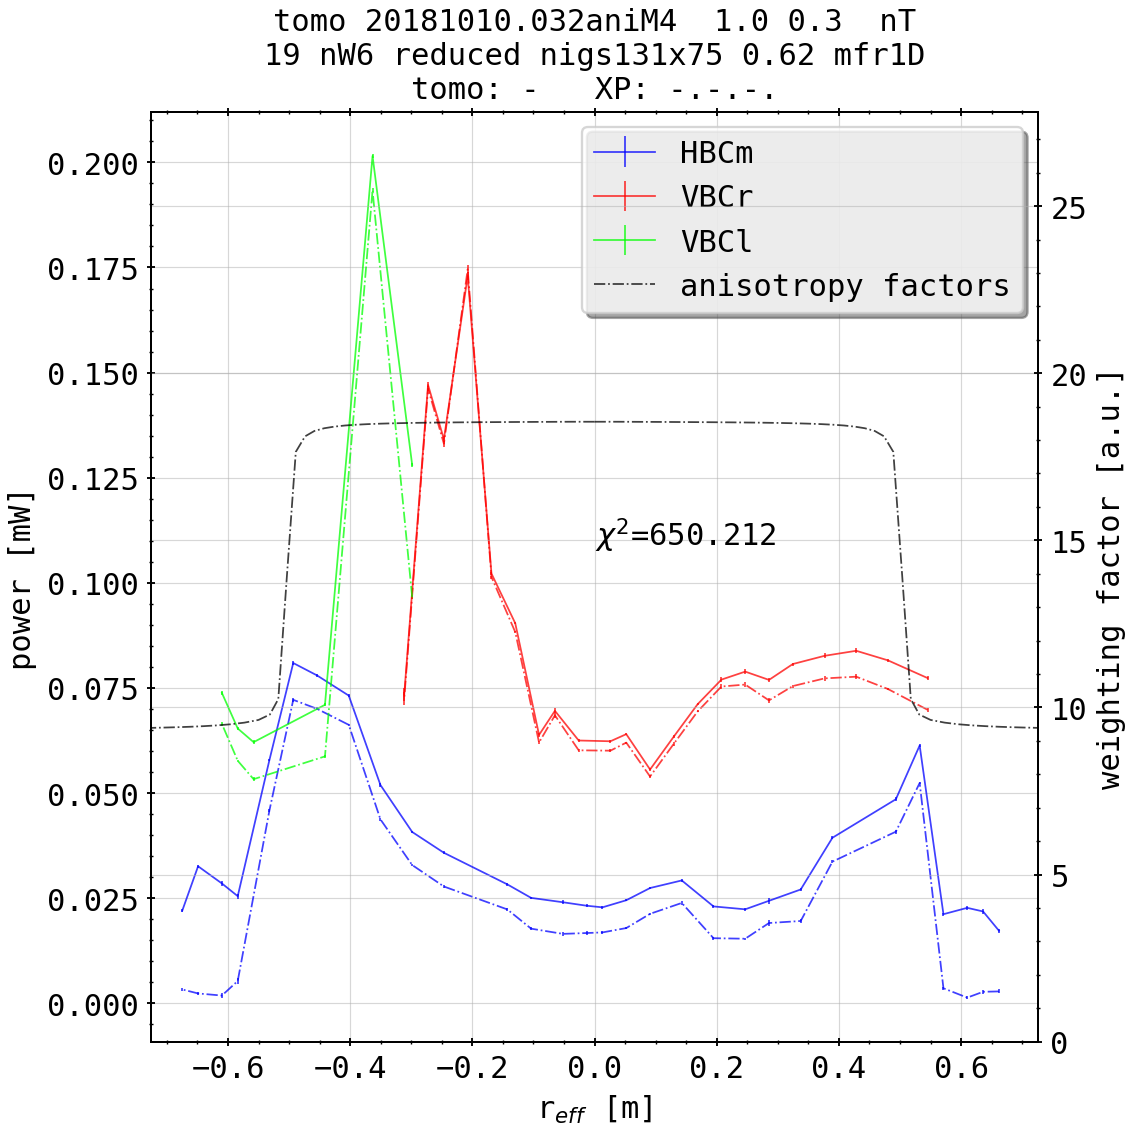 tomo 20181010.032aniM4  1.0 0.3  nT
19 nW6 reduced nigs131x75 0.62 mfr1D
tomo: -   XP: -.-.-.
HBCm
VBCr
VBCl
anisotropy factors
χ²=650.212
power [mW]
0.200
0.175
0.150
0.125
0.100
0.075
0.050
0.025
0.000
weighting factor [a.u.]
25
20
15
10
5
0
−0.6 −0.4 −0.2 0.0 0.2 0.4 0.6
r_eff [m]